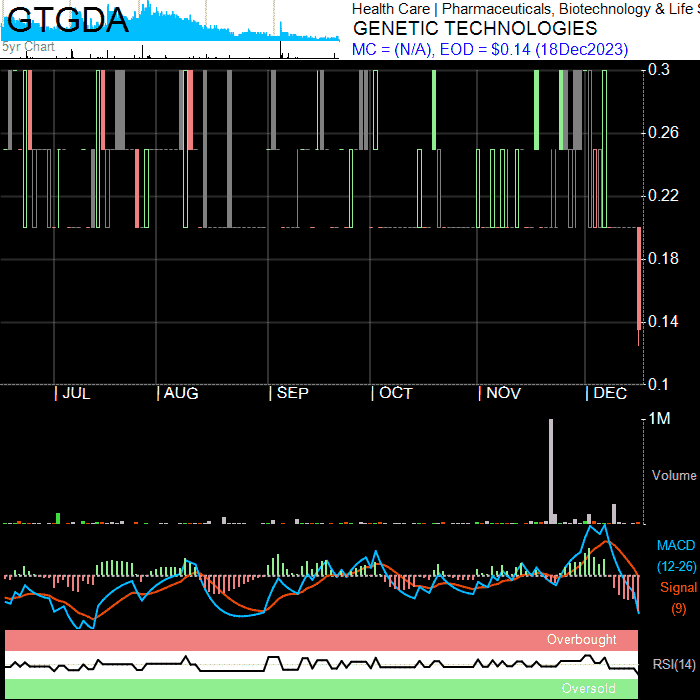 GTGDA
5yr Chart
Health Care | Pharmaceuticals, Biotechnology & Life S
GENETIC TECHNOLOGIES
MC = (N/A), EOD = $0.14 (18Dec2023)
0.3
0.26
0.22
0.18
0.14
0.1
| JUL | AUG | SEP | OCT | NOV | DEC
1M
Volume
MACD
(12-26)
Signal
(9)
Overbought
RSI(14)
Oversold